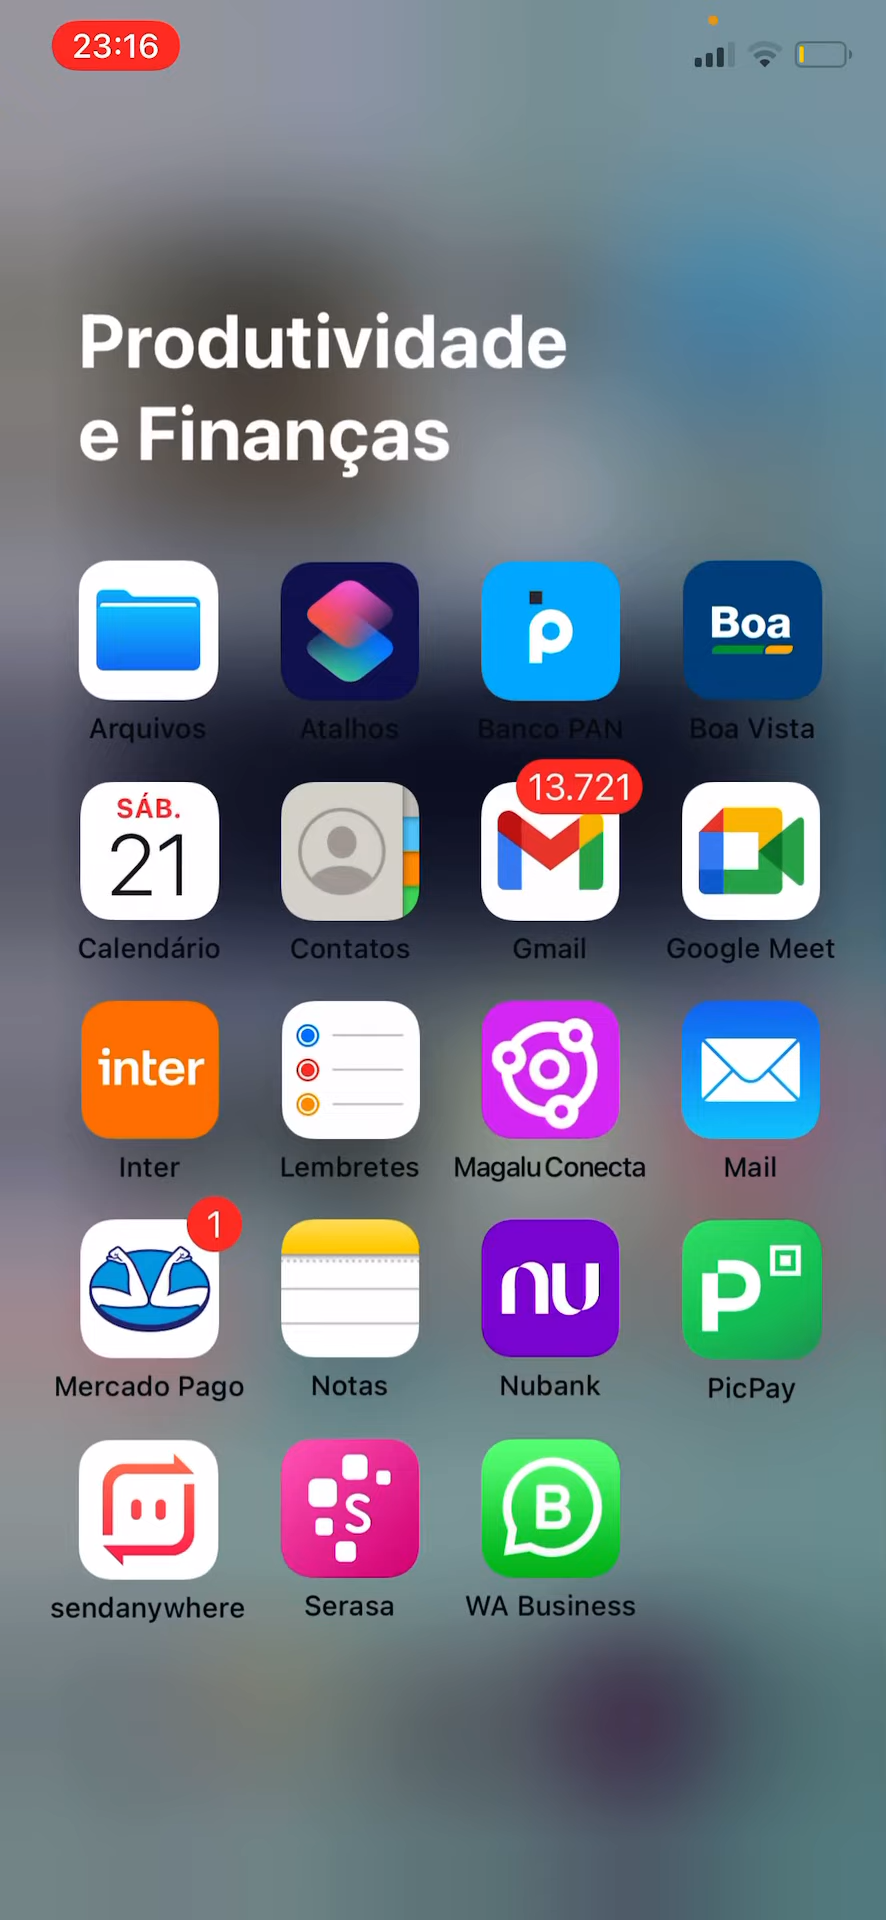 23:16
Produtividade
e Finanças
Boa
Arquivos
Atalhos
Banco PAN
Boa Vista
SÁB.
21
13.721
Calendário
Contatos
Gmail
Google Meet
inter
Inter
Lembretes
Magalu Conecta
Mail
1
nu
Mercado Pago
Notas
Nubank
PicPay
S
B
sendanywhere
Serasa
WA Business